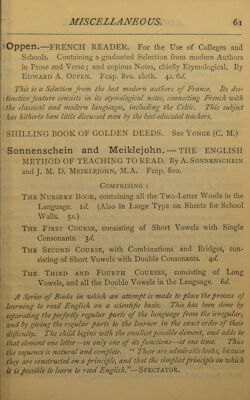 MISCELLANEOUS. 61
Oppen.—FRENCH READER. For the Use of Colleges and
Schools. Containing a graduated Selection from modern Authors
in Prose and Verse; and copious Notes, chiefly Etymological. By
EDWARD A. OPPEN. Fcap. 8vo. cloth. 4s. 6d.
This is a Selection from the best modern authors of France. Its dis-
tinctive feature consists in its etymological notes, connecting French with
the classical and modern languages, including the Celtic. This subject
has hitherto been little discussed even by the best-educated teachers.
SHILLING BOOK OF GOLDEN DEEDS. See YONGE (C. M.)
Sonnenschein and Meiklejohn. — THE ENGLISH
METHOD OF TEACHING TO READ. By A. SONNENSCHEIN
and J. M. D. MEIKLEJOHN, M.A. Fcap. 8vo.
COMPRISING :
THE NURSERY BOOK, containing all the Two-Letter Words in the
Language. 1d. (Also in Large Type on Sheets for School
Walls. 5s.)
THE FIRST COURSE, consisting of Short Vowels with Single
Consonants. 3d.
THE SECOND COURSE, with Combinations and Bridges, con-
sisting of Short Vowels with Double Consonants. 4d.
THE THIRD AND FOURTH COURSES, consisting of Long
Vowels, and all the Double Vowels in the Language. 6d.
A Series of Books in which an attempt is made to place the process of
learning to read English on a scientific basis. This has been done by
separating the perfectly regular parts of the language from the irregular,
and by giving the regular parts to the learner in the exact order of their
difficulty. The child begins with the smallest possible element, and adds to
that element one letter—in only one of its functions—at one time. Thus
the sequence is natural and complete. " These are admirable books, because
they are constructed on a principle, and that the simplest principle on which
it is possible to learn to read English."—SPECTATOR.